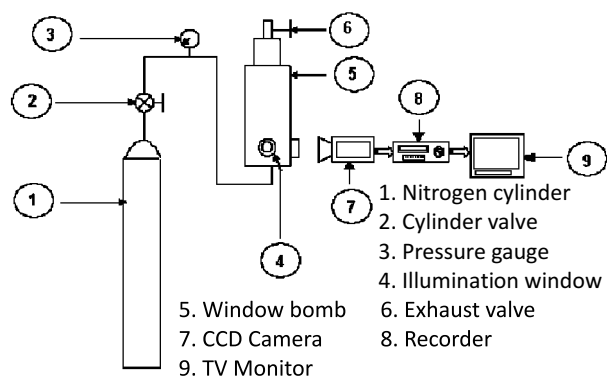 3
6
5
2
8
1
9
7
4
1. Nitrogen cylinder
2. Cylinder valve
3. Pressure gauge
4. Illumination window
5. Window bomb
6. Exhaust valve
7. CCD Camera
8. Recorder
9. TV Monitor